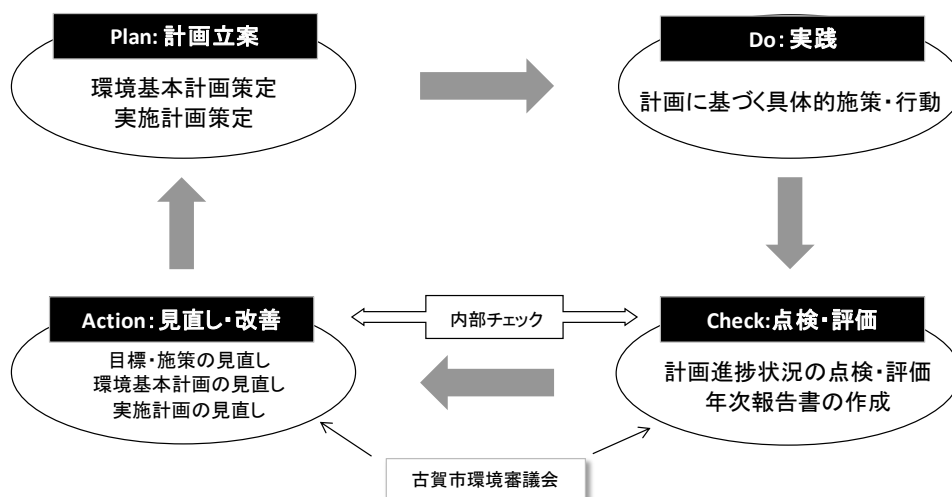 Plan: 計画立案
環境基本計画策定
実施計画策定
Do: 実践
計画に基づく具体的施策・行動
Action: 見直し・改善
目標・施策の見直し
環境基本計画の見直し
実施計画の見直し
内部チェック
Check:点検・評価
計画進捗状況の点検・評価
年次報告書の作成
古賀市環境審議会